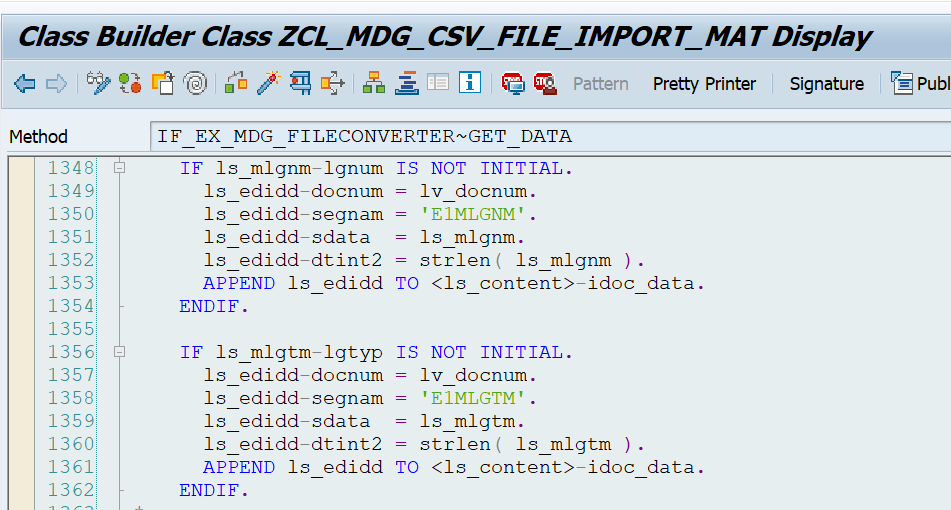 Class Builder Class ZCL_MDG_CSV_FILE_IMPORT_MAT Display
Pattern Pretty Printer Signature Publ
Method IF_EX_MDG_FILECONVERTER~GET_DATA
1348 IF ls_mlgnm-lgnum IS NOT INITIAL.
1349 ls_edidd-docnum = lv_docnum.
1350 ls_edidd-segnam = 'E1MLGNM'.
1351 ls_edidd-sdata = ls_mlgnm.
1352 ls_edidd-dtint2 = strlen( ls_mlgnm ).
1353 APPEND ls_edidd TO <ls_content>-idoc_data.
1354 ENDIF.
1355
1356 IF ls_mlgtm-lgtyp IS NOT INITIAL.
1357 ls_edidd-docnum = lv_docnum.
1358 ls_edidd-segnam = 'E1MLGTM'.
1359 ls_edidd-sdata = ls_mlgtm.
1360 ls_edidd-dtint2 = strlen( ls_mlgtm ).
1361 APPEND ls_edidd TO <ls_content>-idoc_data.
1362 ENDIF.